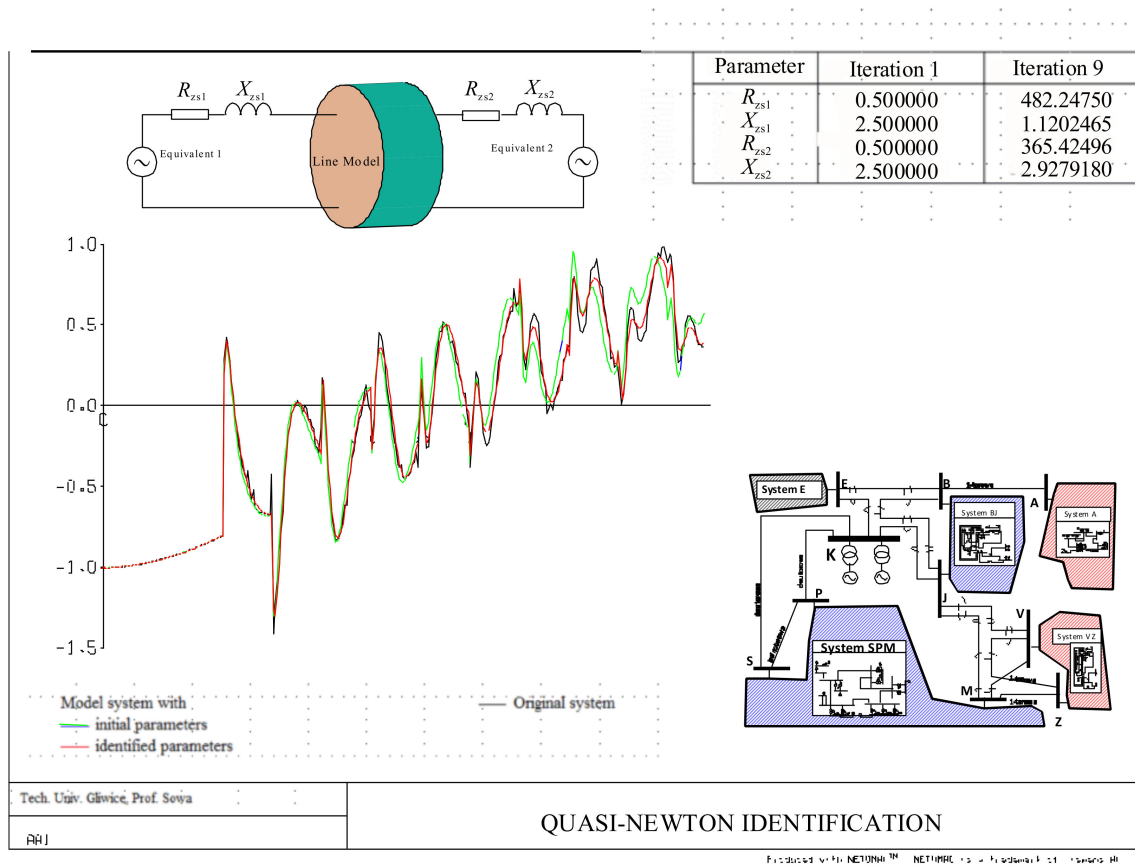 Parameter Iteration 1 Iteration 9
Rzs1 0.500000 482.24750
Xzs1 2.500000 1.1202465
Rzs2 0.500000 365.42496
Xzs2 2.500000 2.9279180
Rzs1 Xzs1 Rzs2 Xzs2
Equivalent 1 Line Model Equivalent 2
1.0
0.5
0.0
-0.5
-1.0
-1.5
System E E B A
System BJ System A
K
P J V
System VZ
System SPM
S M Z
Model system with Original system
initial parameters
identified parameters
Tech. Univ. Gliwice, Prof. Sowa
QUASI-NEWTON IDENTIFICATION